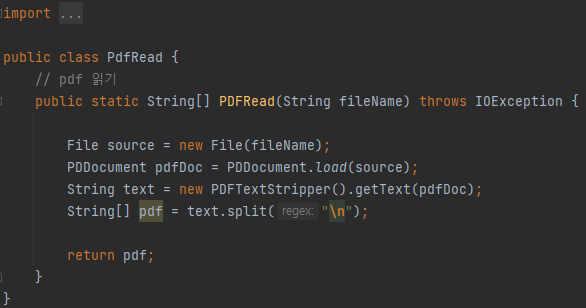 import ...
public class PdfRead {
// pdf 읽기
public static String[] PDFRead(String fileName) throws IOException {
File source = new File(fileName);
PDDocument pdfDoc = PDDocument.load(source);
String text = new PDFTextStripper().getText(pdfDoc);
String[] pdf = text.split( regex: "\n");
return pdf;
}
}